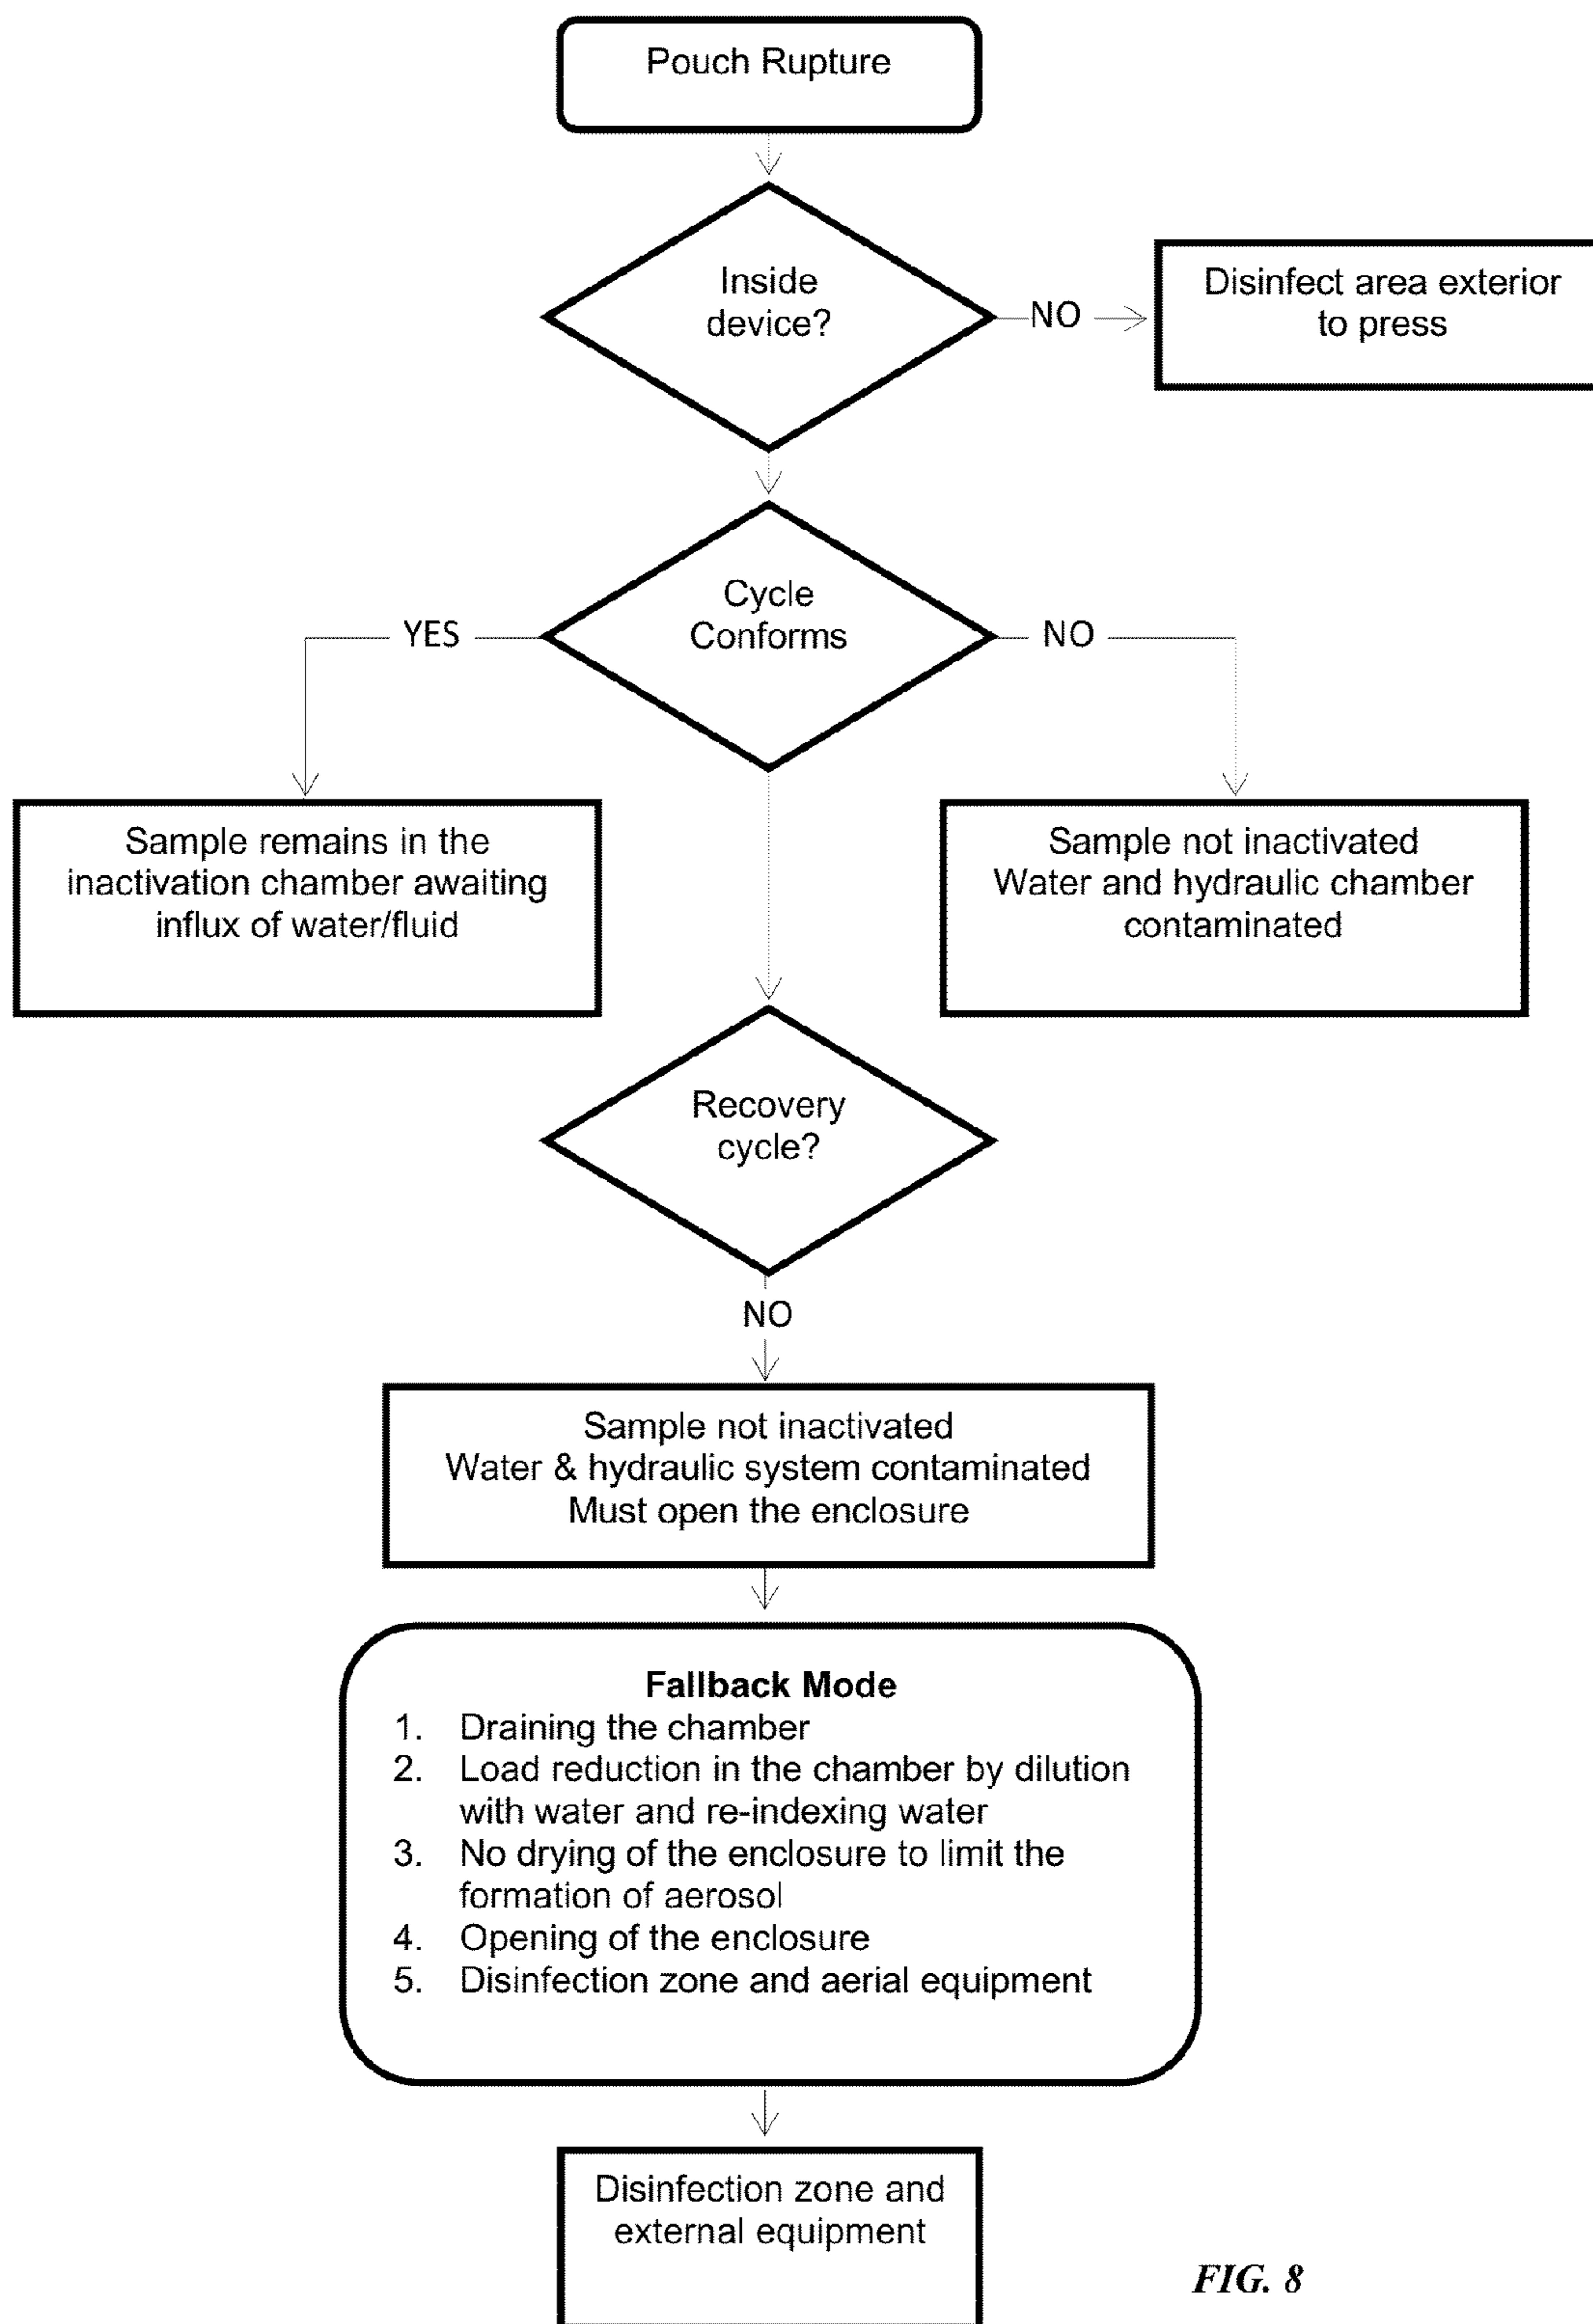 Pouch Rupture
Inside
device?
NO
Disinfect area exterior
to press
Cycle
Conforms
YES
NO
Sample remains in the
inactivation chamber awaiting
influx of water/fluid
Sample not inactivated
Water and hydraulic chamber
contaminated
Recovery
cycle?
NO
Sample not inactivated
Water & hydraulic system contaminated
Must open the enclosure
Fallback Mode
1. Draining the chamber
2. Load reduction in the chamber by dilution
with water and re-indexing water
3. No drying of the enclosure to limit the
formation of aerosol
4. Opening of the enclosure
5. Disinfection zone and aerial equipment
Disinfection zone and
external equipment
FIG. 8